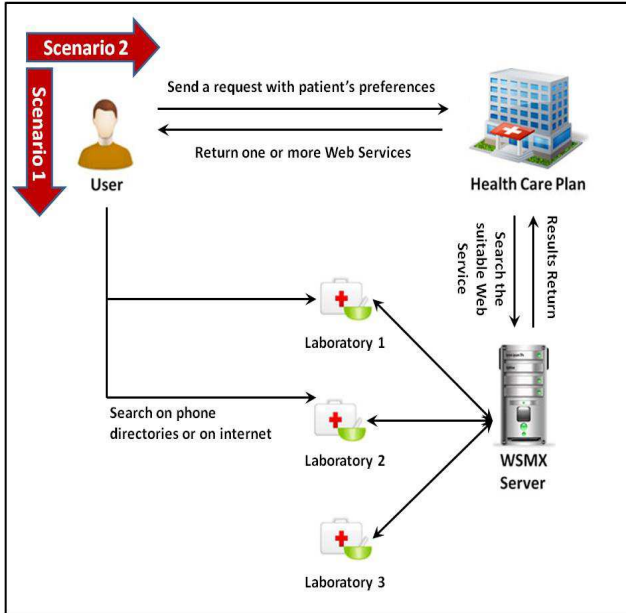 Scenario 2
Scenario 1
Send a request with patient's preferences
Return one or more Web Services
User
Health Care Plan
Search the
suitable Web
Service
Results Return
Laboratory 1
Search on phone
directories or on internet
Laboratory 2
WSMX
Server
Laboratory 3